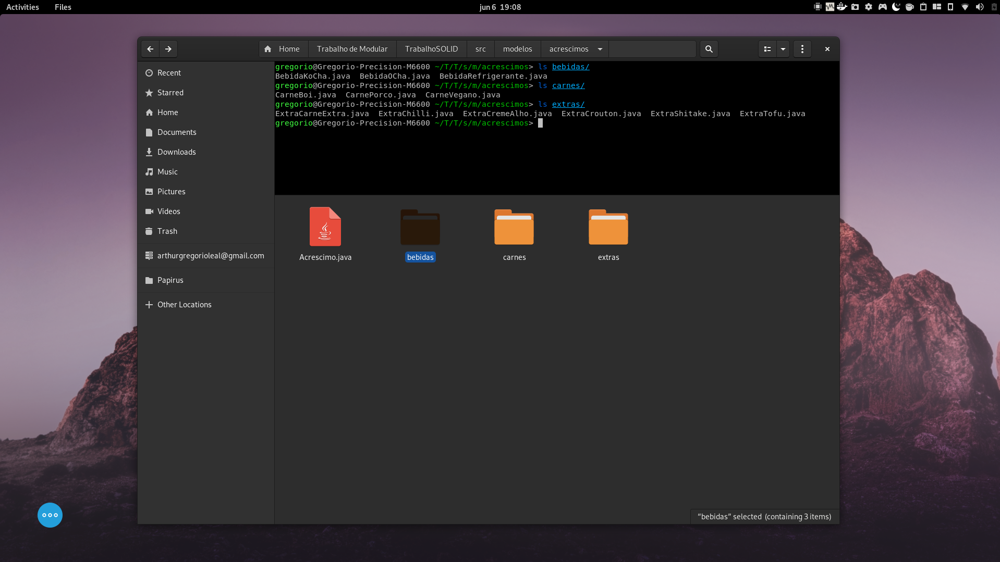 Activities Files jun 6 19:08
Home Trabalho de Modular TrabalhoSOLID src modelos acrescimos
Recent
Starred
Home
Documents
Downloads
Music
Pictures
Videos
Trash
arthurgregorioleal@gmail.com
Papirus
Other Locations
gregorio@Gregorio-Precision-M6600 ~/T/T/s/m/acrescimos> ls bebidas/
BebidaKoCha.java BebidaOCha.java BebidaRefrigerante.java
gregorio@Gregorio-Precision-M6600 ~/T/T/s/m/acrescimos> ls carnes/
CarneBoi.java CarnePorco.java CarneVegano.java
gregorio@Gregorio-Precision-M6600 ~/T/T/s/m/acrescimos> ls extras/
ExtraCarneExtra.java ExtraChilli.java ExtraCremeAlho.java ExtraCrouton.java ExtraShitake.java ExtraTofu.java
gregorio@Gregorio-Precision-M6600 ~/T/T/s/m/acrescimos>
Acrescimo.java bebidas carnes extras
“bebidas” selected (containing 3 items)